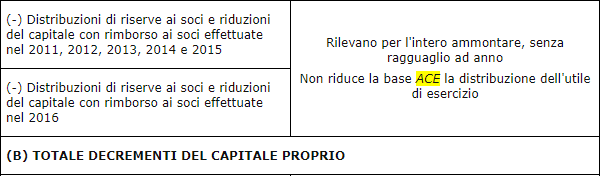 (-) Distribuzioni di riserve ai soci e riduzioni
del capitale con rimborso ai soci effettuate
nel 2011, 2012, 2013, 2014 e 2015
Rilevano per l'intero ammontare, senza
ragguaglio ad anno
Non riduce la base ACE la distribuzione dell'utile
di esercizio
(-) Distribuzioni di riserve ai soci e riduzioni
del capitale con rimborso ai soci effettuate
nel 2016
(B) TOTALE DECREMENTI DEL CAPITALE PROPRIO